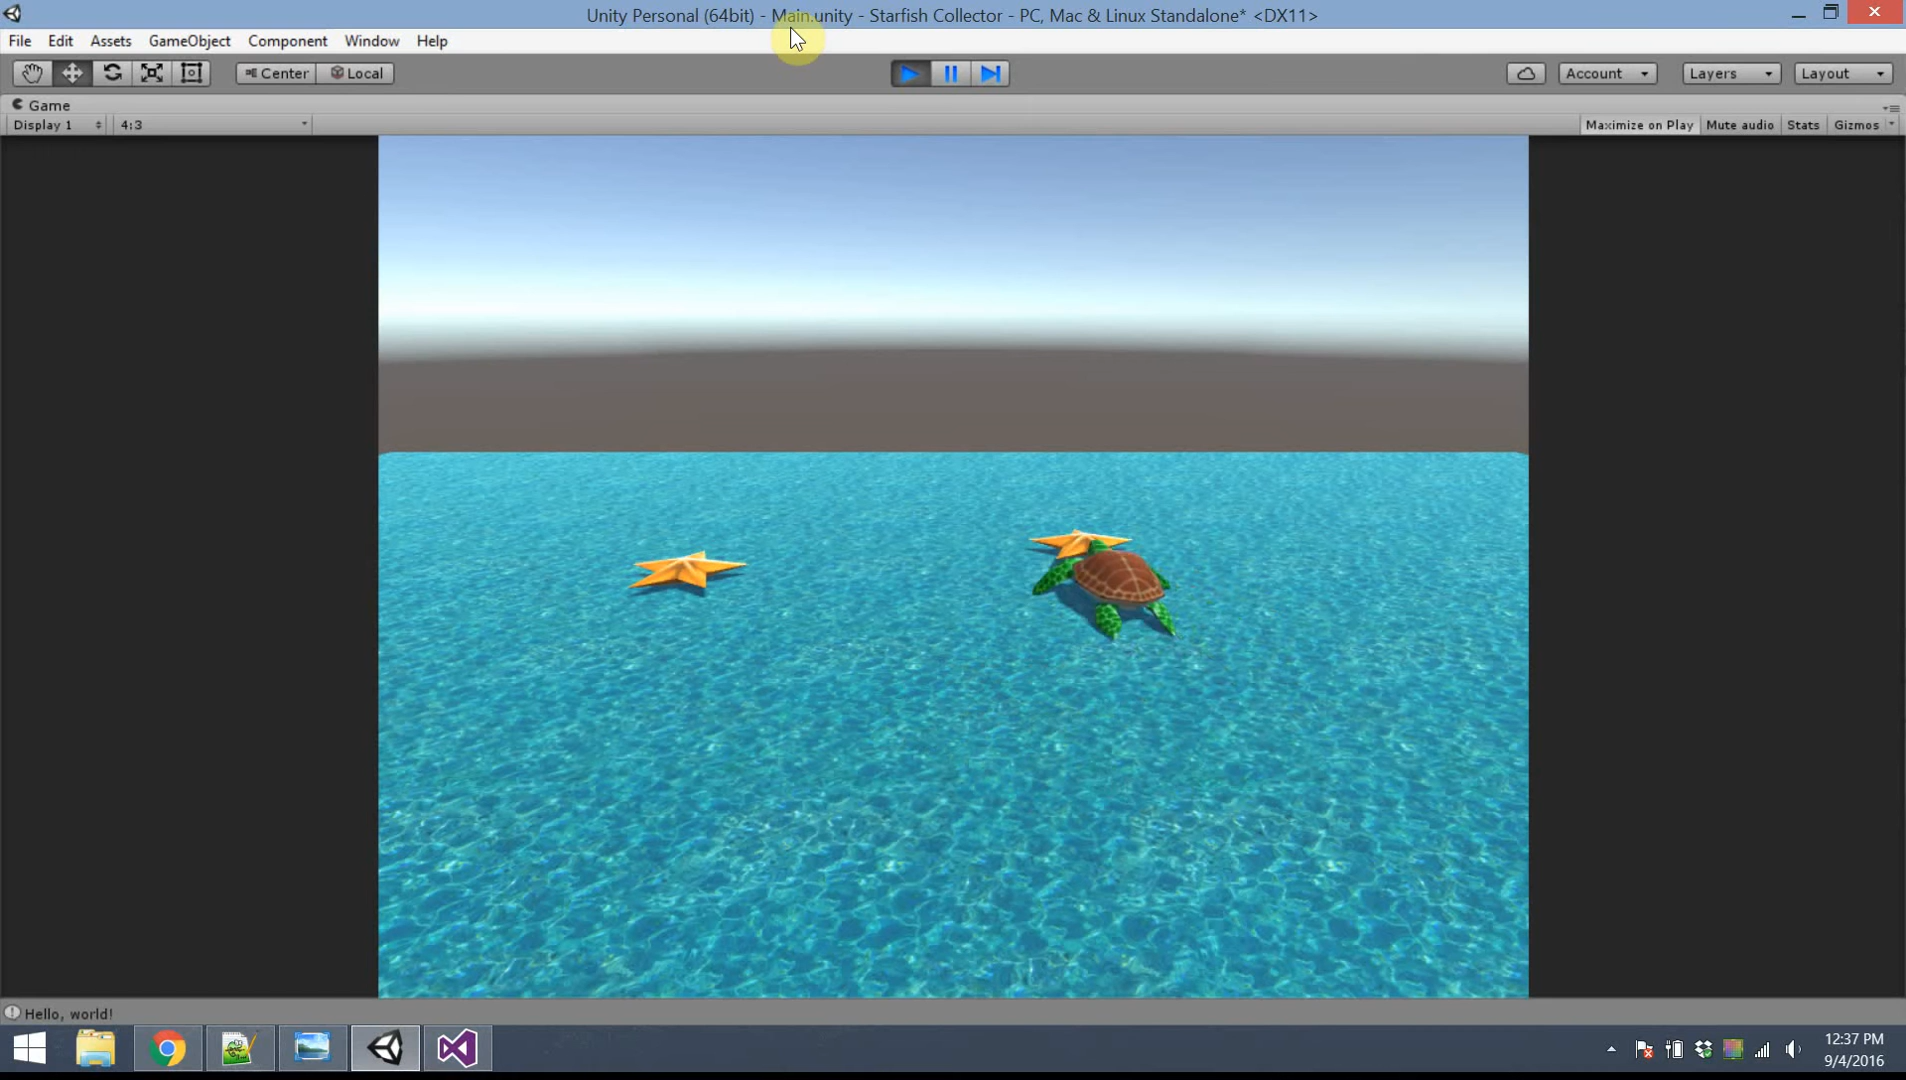 Unity Personal (64bit) - Main.unity - Starfish Collector - PC, Mac & Linux Standalone* <DX11>
File Edit Assets GameObject Component Window Help
Center Local Account Layers Layout
Game
Display 1 4:3 Maximize on Play Mute audio Stats Gizmos
Hello, world!
12:37 PM
9/4/2016